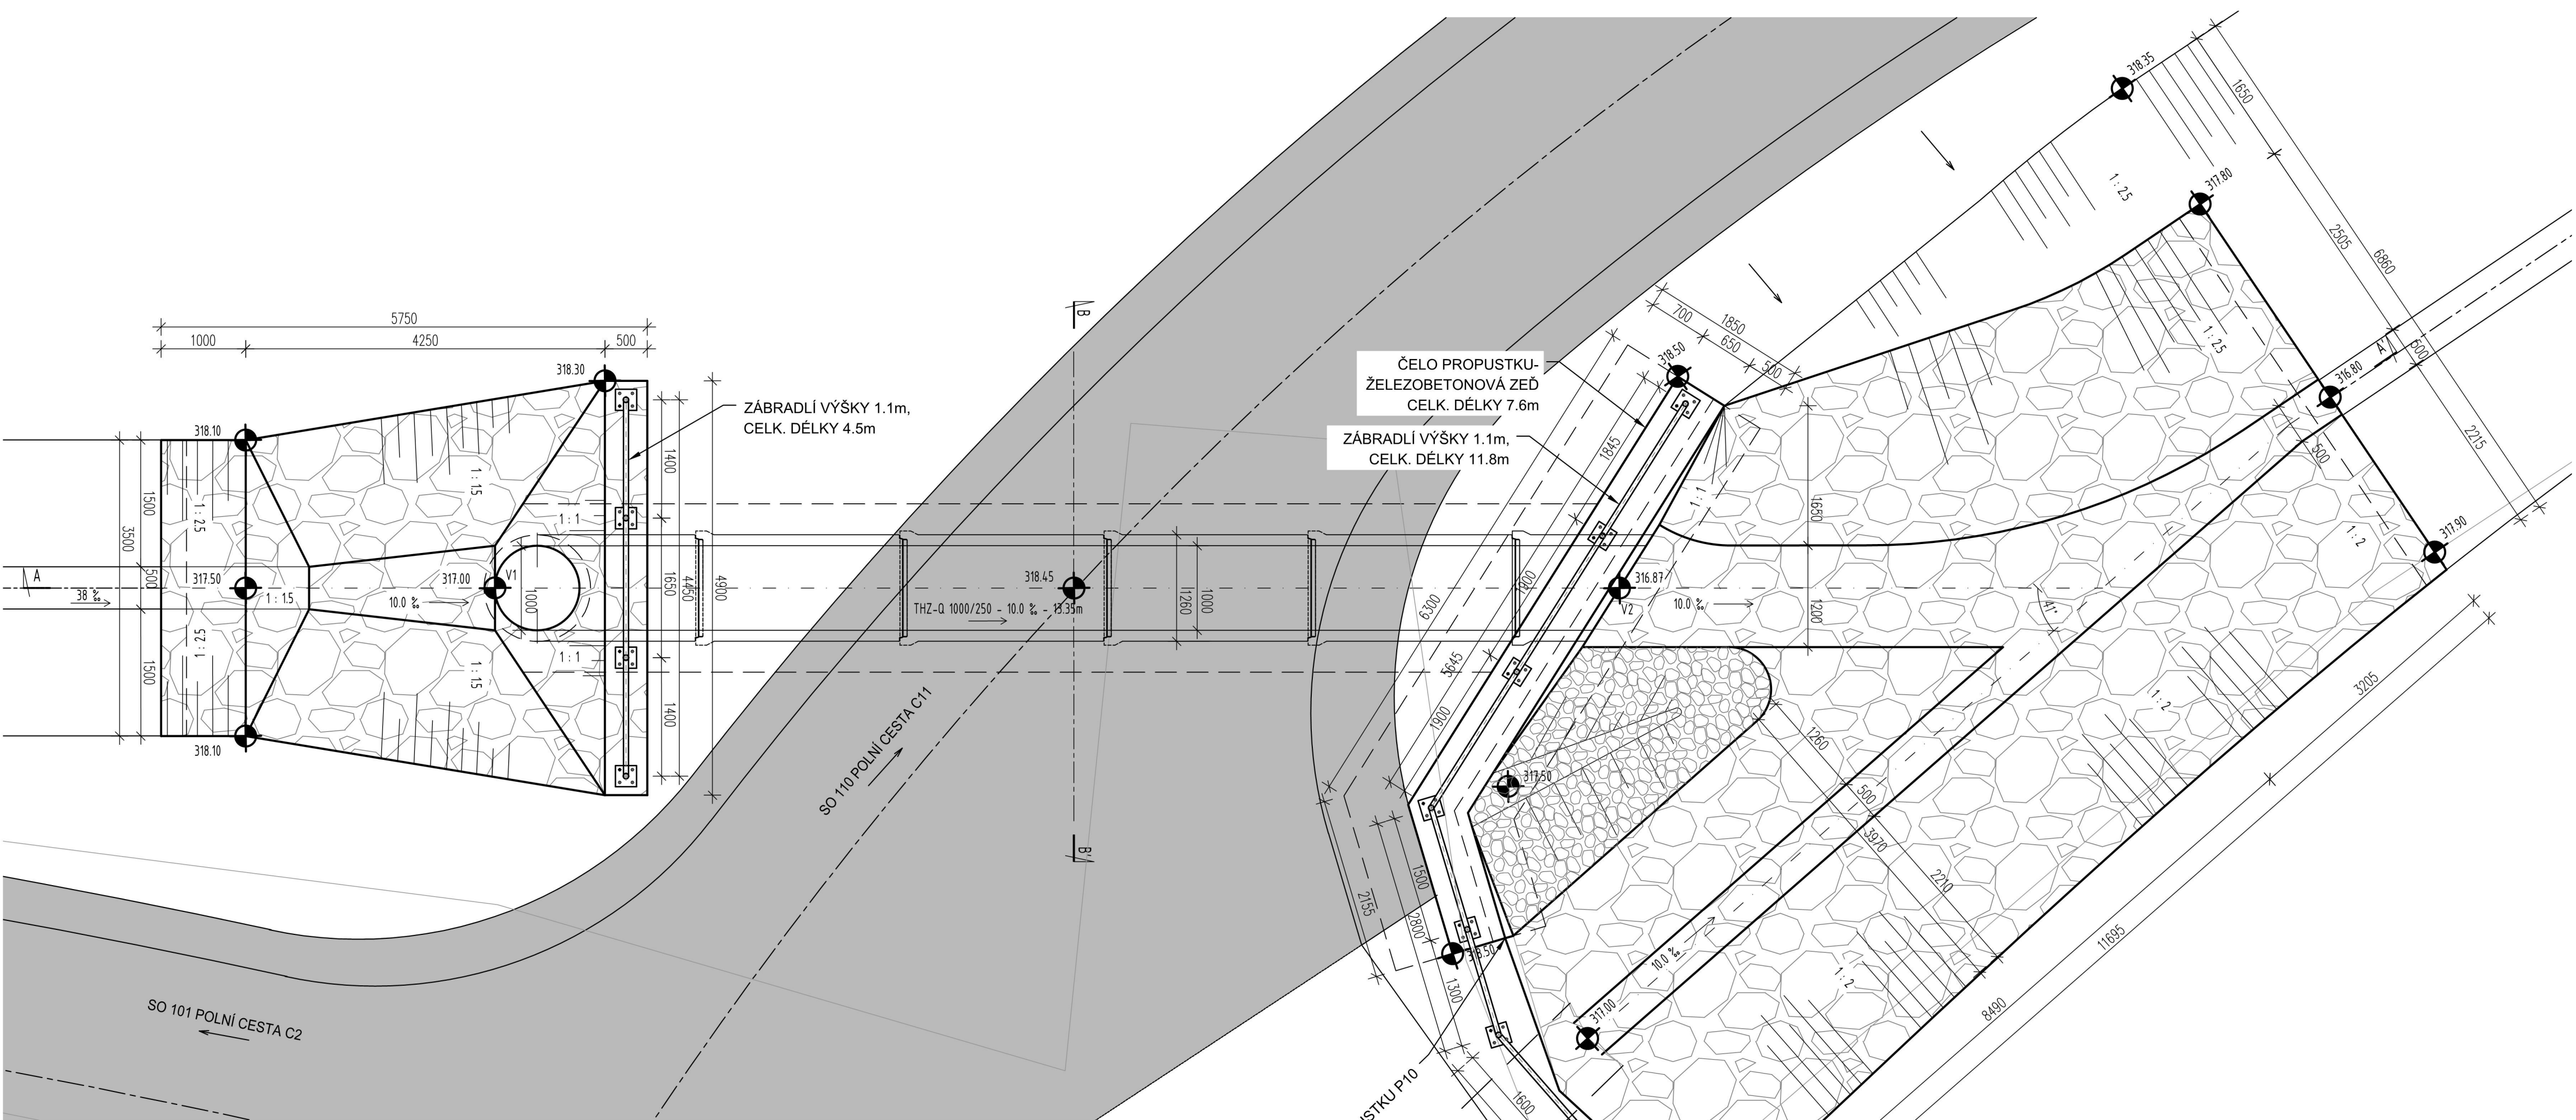 5750
1000
4250
500
318.30
318.10
ZÁBRADLÍ VÝŠKY 1.1m,
CELK. DÉLKY 4.5m
1 : 2.5
1 : 1.5
1 : 1
1500
3500
500
1500
A
38 ‰
317.50
1 : 1.5
10.0 ‰
317.00
V1
1000
1400
1650
4450
4900
1400
1 : 1
1 : 1.5
1 : 2.5
318.10
B
318.45
THZ-Q 1000/250 - 10.0 ‰ - 13.35m
1260
1000
B'
SO 110 POLNÍ CESTA C11
SO 101 POLNÍ CESTA C2
ČELO PROPUSTKU-
ŽELEZOBETONOVÁ ZEĎ
CELK. DÉLKY 7.6m
ZÁBRADLÍ VÝŠKY 1.1m,
CELK. DÉLKY 11.8m
700
1850
650
500
318.50
1845
1900
6300
5645
1900
1:1
316.87
V2
10.0 ‰
1650
1200
41°
317.50
1500
2155
2800
318.50
1300
1600
317.00
10.0 ‰
1260
500
3970
2210
318.35
1650
1 : 2.5
317.80
2505
6860
1 : 2.5
A'
600
316.80
500
2215
1 : 2
317.90
3205
1 : 2
11695
8490
1 : 2